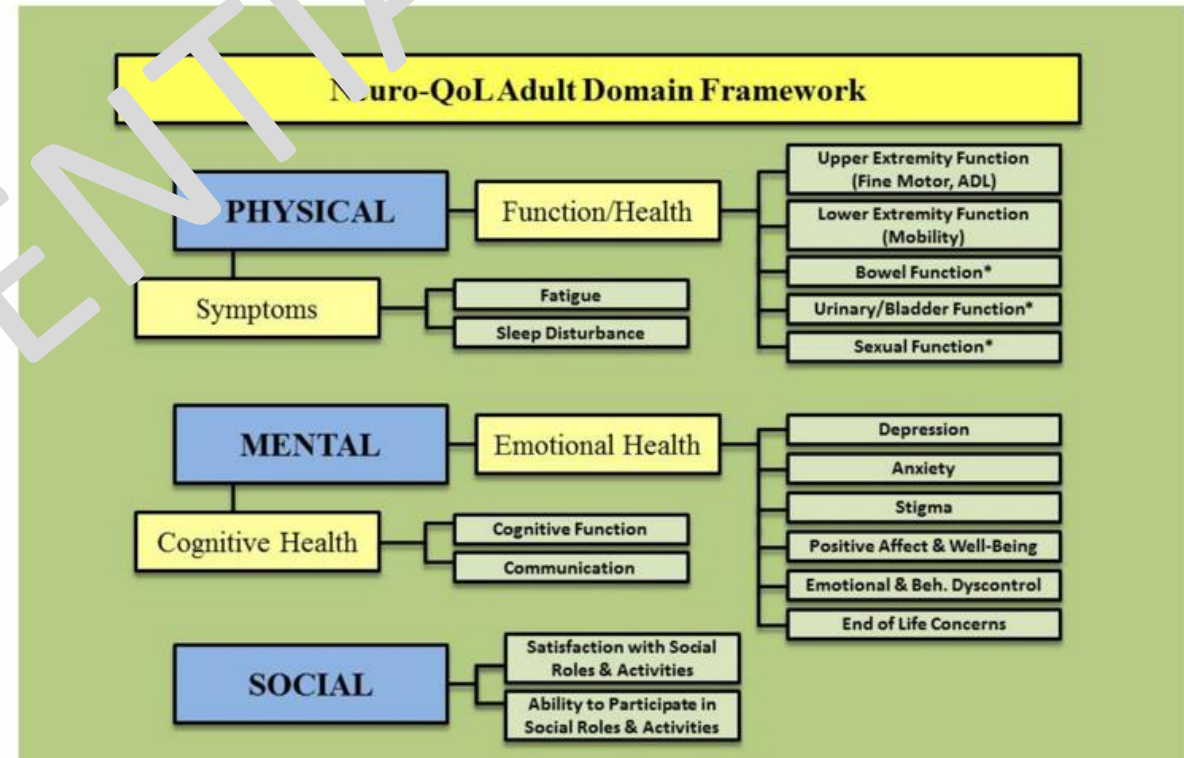 ENTIA
Neuro-QoL Adult Domain Framework
PHYSICAL
Function/Health
Upper Extremity Function
(Fine Motor, ADL)
Lower Extremity Function
(Mobility)
Bowel Function*
Urinary/Bladder Function*
Sexual Function*
Symptoms
Fatigue
Sleep Disturbance
MENTAL
Emotional Health
Depression
Anxiety
Stigma
Positive Affect & Well-Being
Emotional & Beh. Dyscontrol
End of Life Concerns
Cognitive Health
Cognitive Function
Communication
SOCIAL
Satisfaction with Social
Roles & Activities
Ability to Participate in
Social Roles & Activities